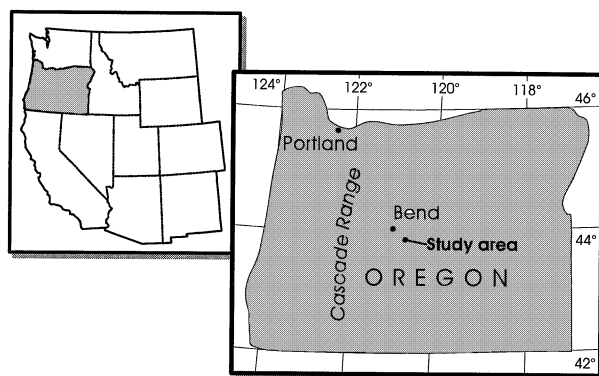 124° 122° 120° 118°
46°
Portland
Cascade Range
Bend
44°
Study area
OREGON
42°